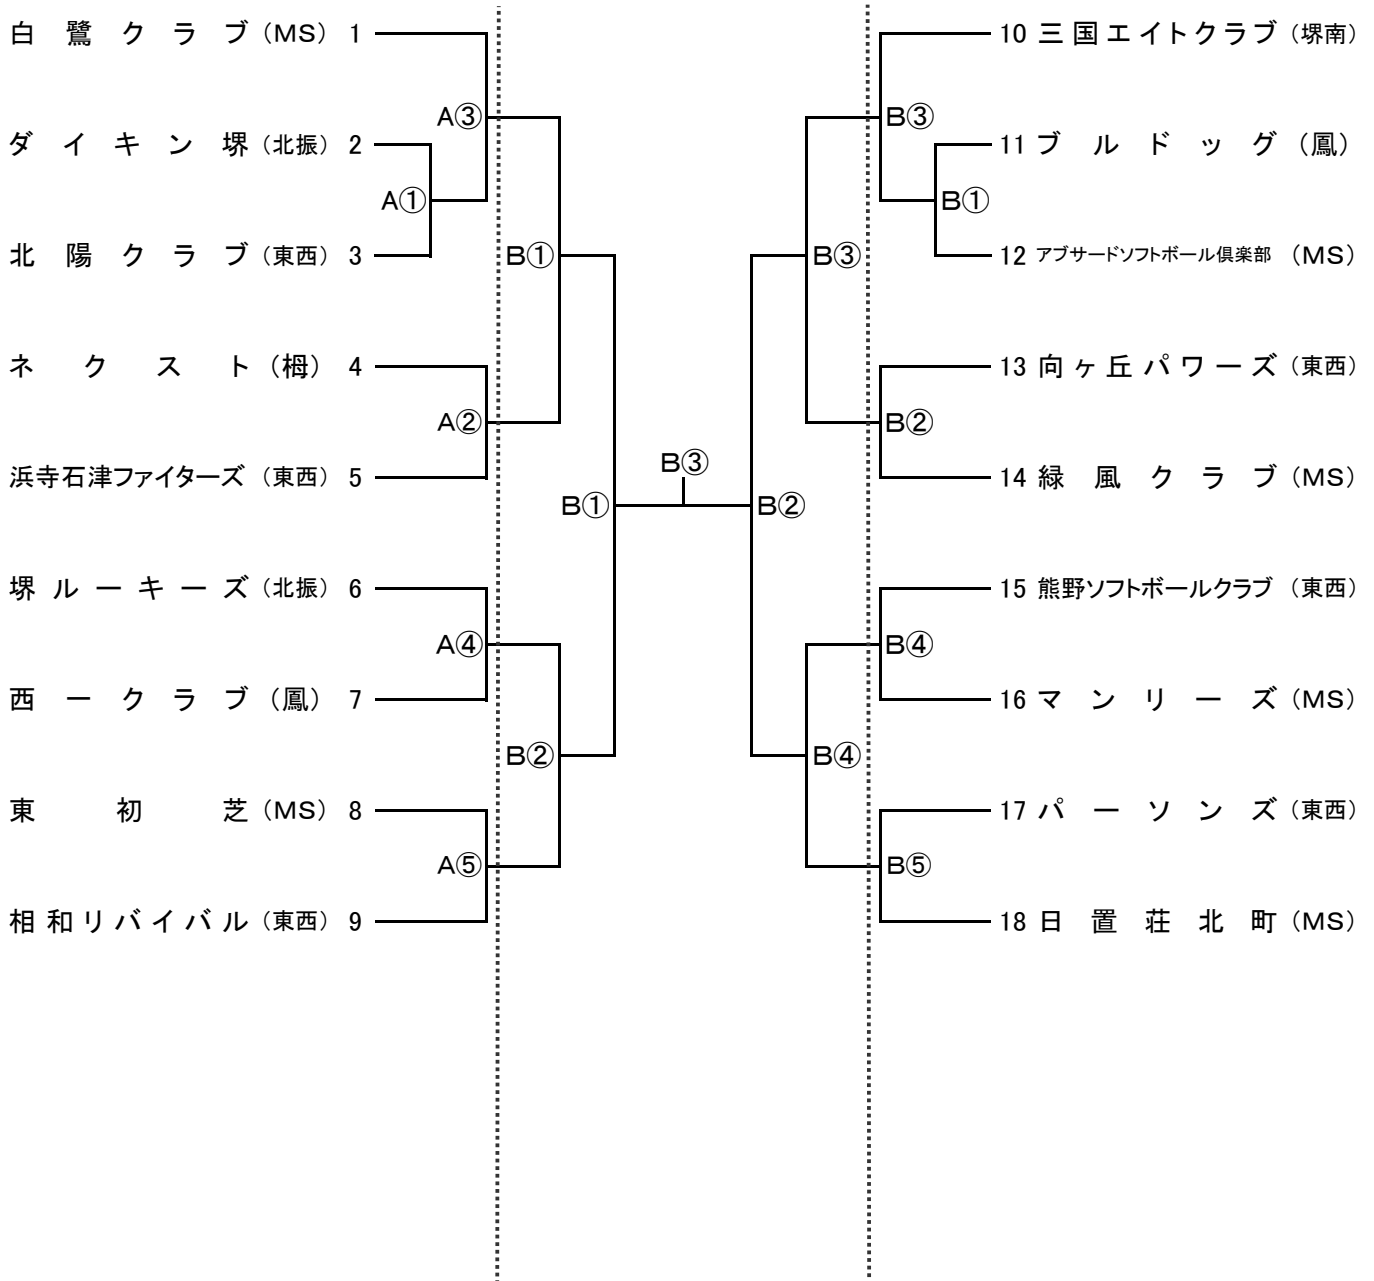 白鷺クラブ（MS） 1
A③
ダイキン堺（北振） 2
A①
北陽クラブ（東西） 3
B①
ネクスト（栂） 4
A②
浜寺石津ファイターズ（東西） 5
B①
堺ルーキーズ（北振） 6
A④
西一クラブ（鳳） 7
B②
東初芝（MS） 8
A⑤
相和リバイバル（東西） 9
B③
10 三国エイトクラブ（堺南）
B③
11 ブルドッグ（鳳）
B①
12 アブサードソフトボール倶楽部（MS）
B③
13 向ヶ丘パワーズ（東西）
B②
14 緑風クラブ（MS）
B②
15 熊野ソフトボールクラブ（東西）
B④
16 マンリーズ（MS）
B④
17 パーソンズ（東西）
B⑤
18 日置荘北町（MS）